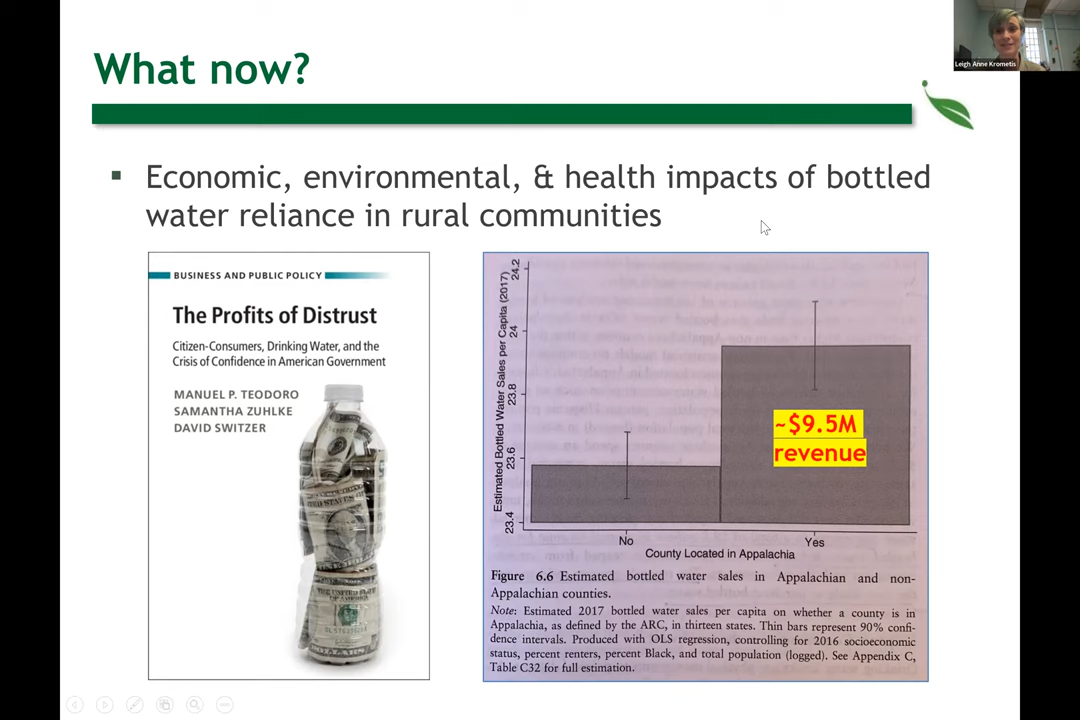 What now?
Leigh Anne Krometis
Economic, environmental, & health impacts of bottled
water reliance in rural communities
BUSINESS AND PUBLIC POLICY
The Profits of Distrust
Citizen-Consumers, Drinking Water, and the
Crisis of Confidence in American Government
MANUEL P. TEODORO
SAMANTHA ZUHLKE
DAVID SWITZER
Estimated Bottled Water Sales per Capita (2017)
24.2
24
23.8
23.6
23.4
~$9.5M
revenue
No
Yes
County Located in Appalachia
Figure 6.6 Estimated bottled water sales in Appalachian and non-
Appalachian counties.
Note: Estimated 2017 bottled water sales per capita on whether a county is in
Appalachia, as defined by the ARC, in thirteen states. Thin bars represent 90% confi-
dence intervals. Produced with OLS regression, controlling for 2016 socioeconomic
status, percent renters, percent Black, and total population (logged). See Appendix C,
Table C32 for full estimation.